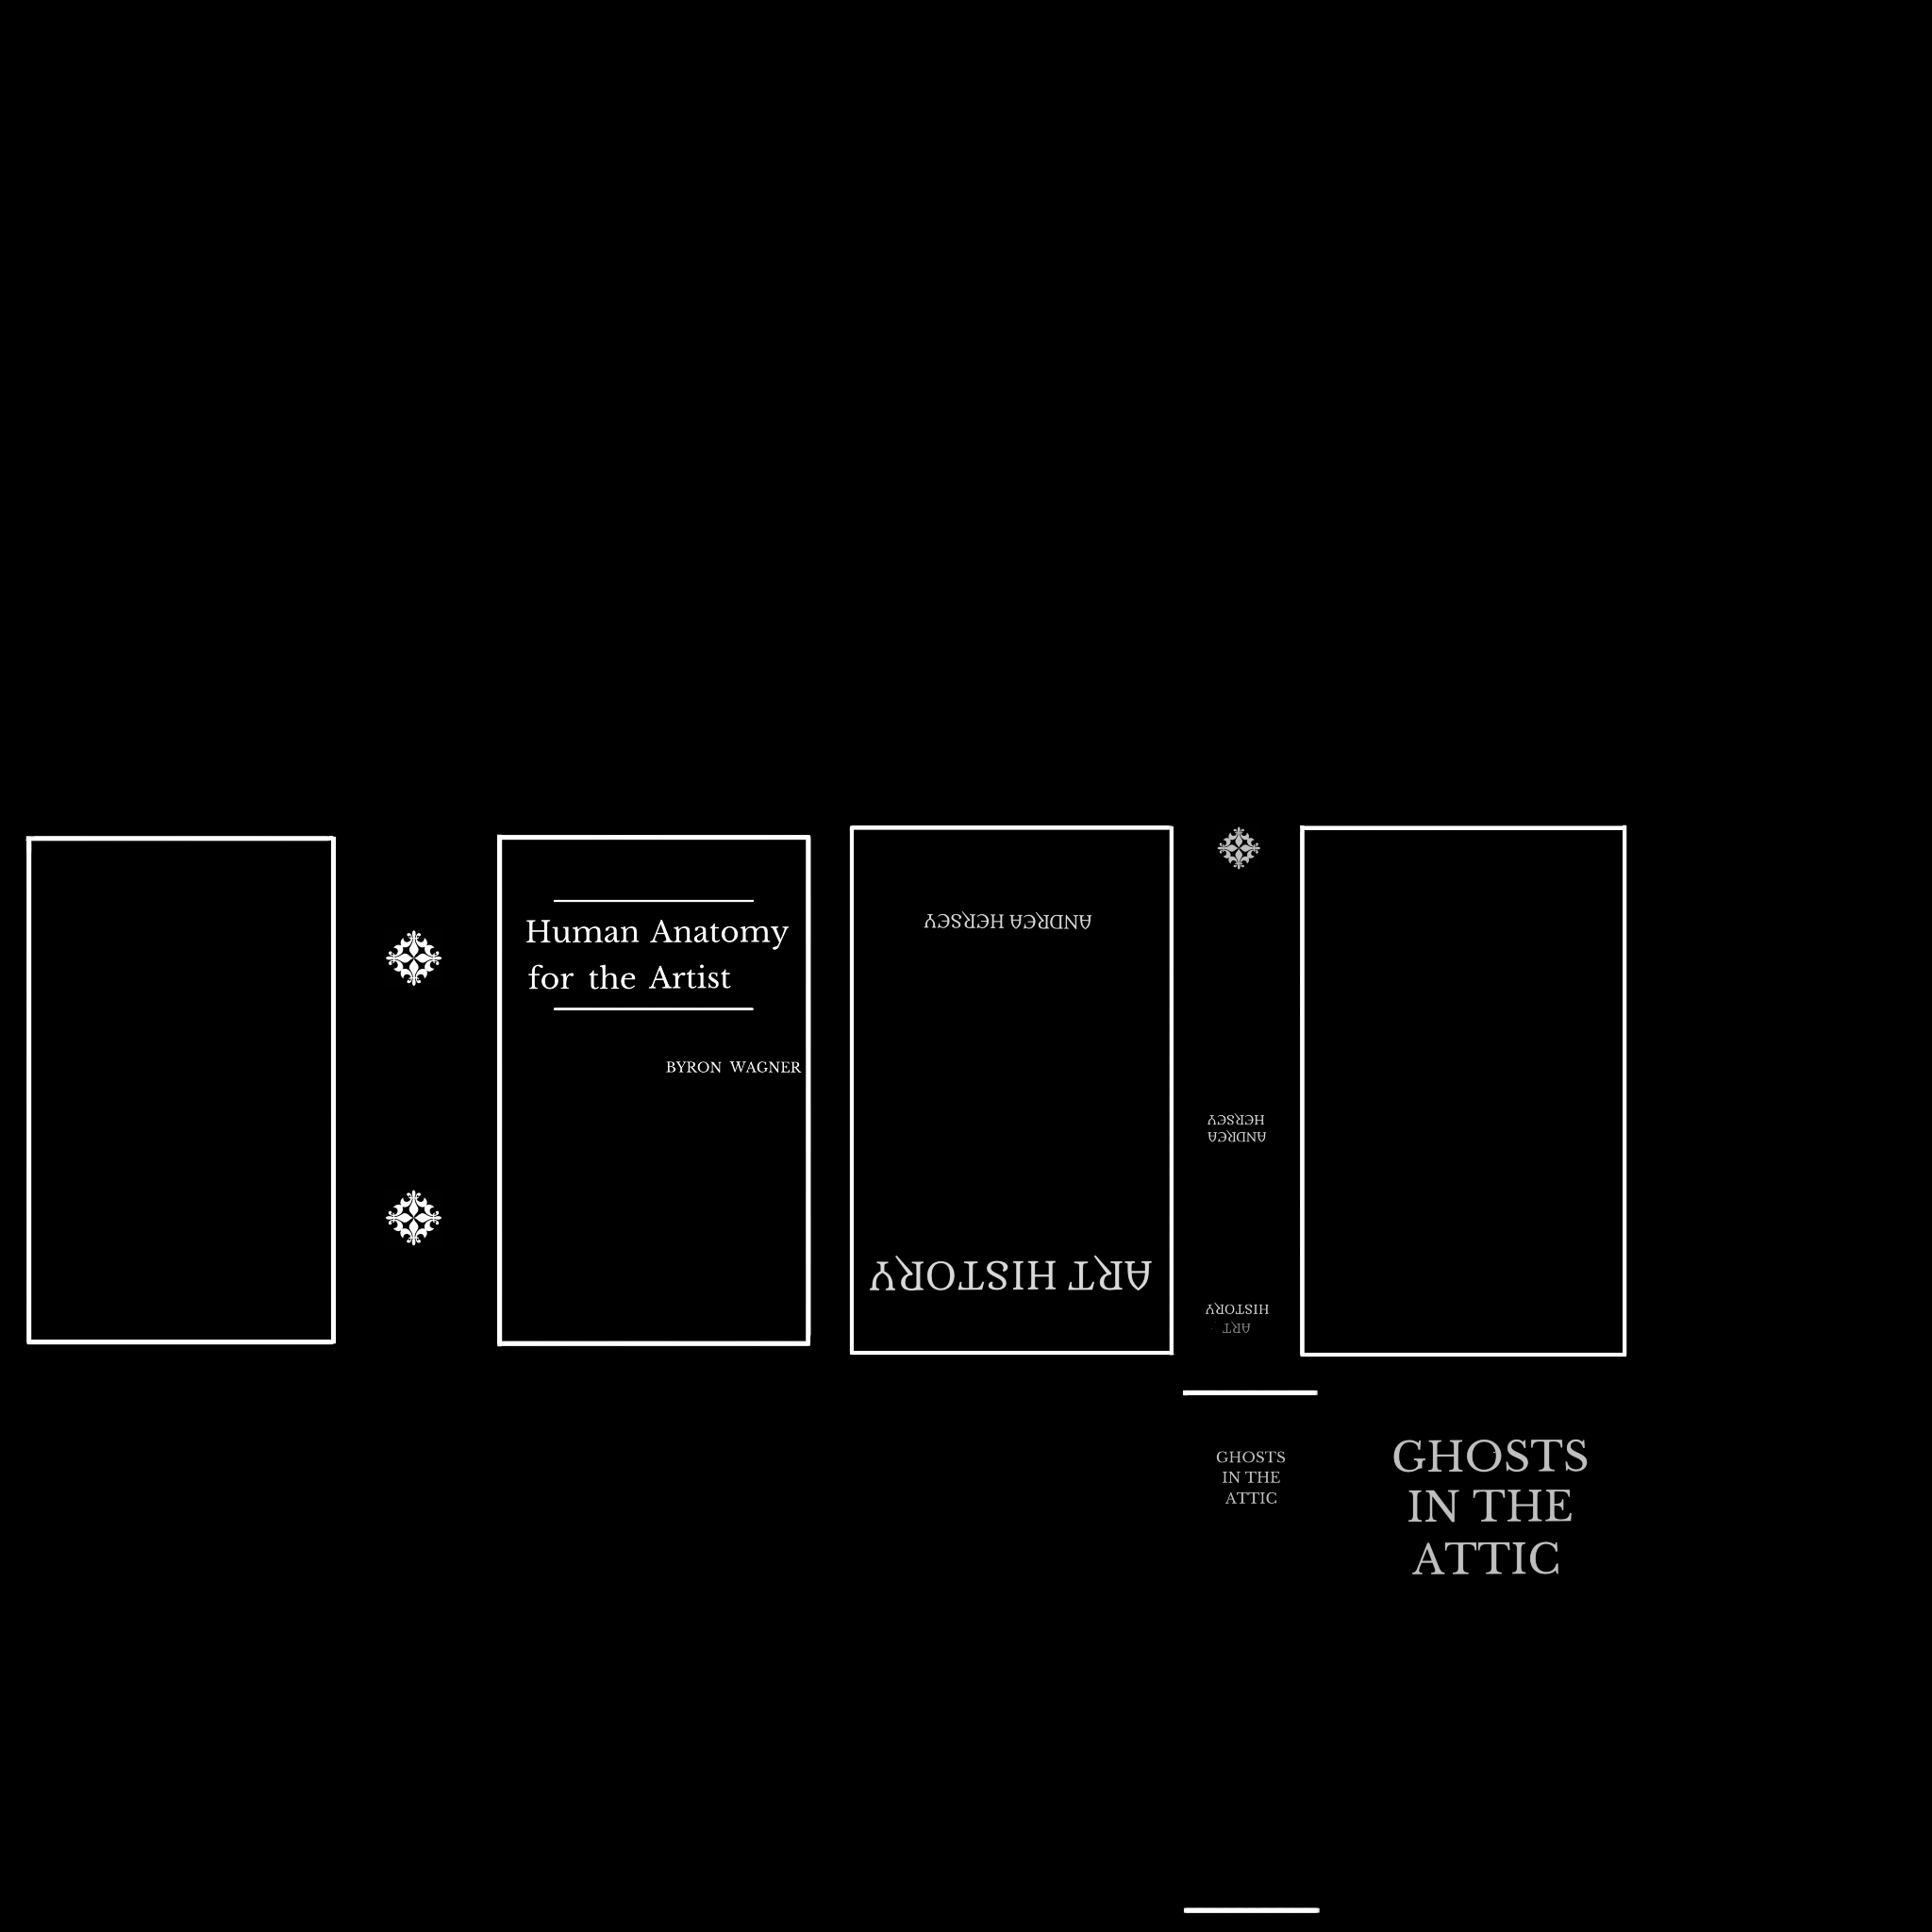 Human Anatomy
for the Artist
BYRON WAGNER
ART HISTORY
ANDREA HERSEY
ART
HISTORY
ANDREA
HERSEY
GHOSTS
IN THE
ATTIC
GHOSTS
IN THE
ATTIC